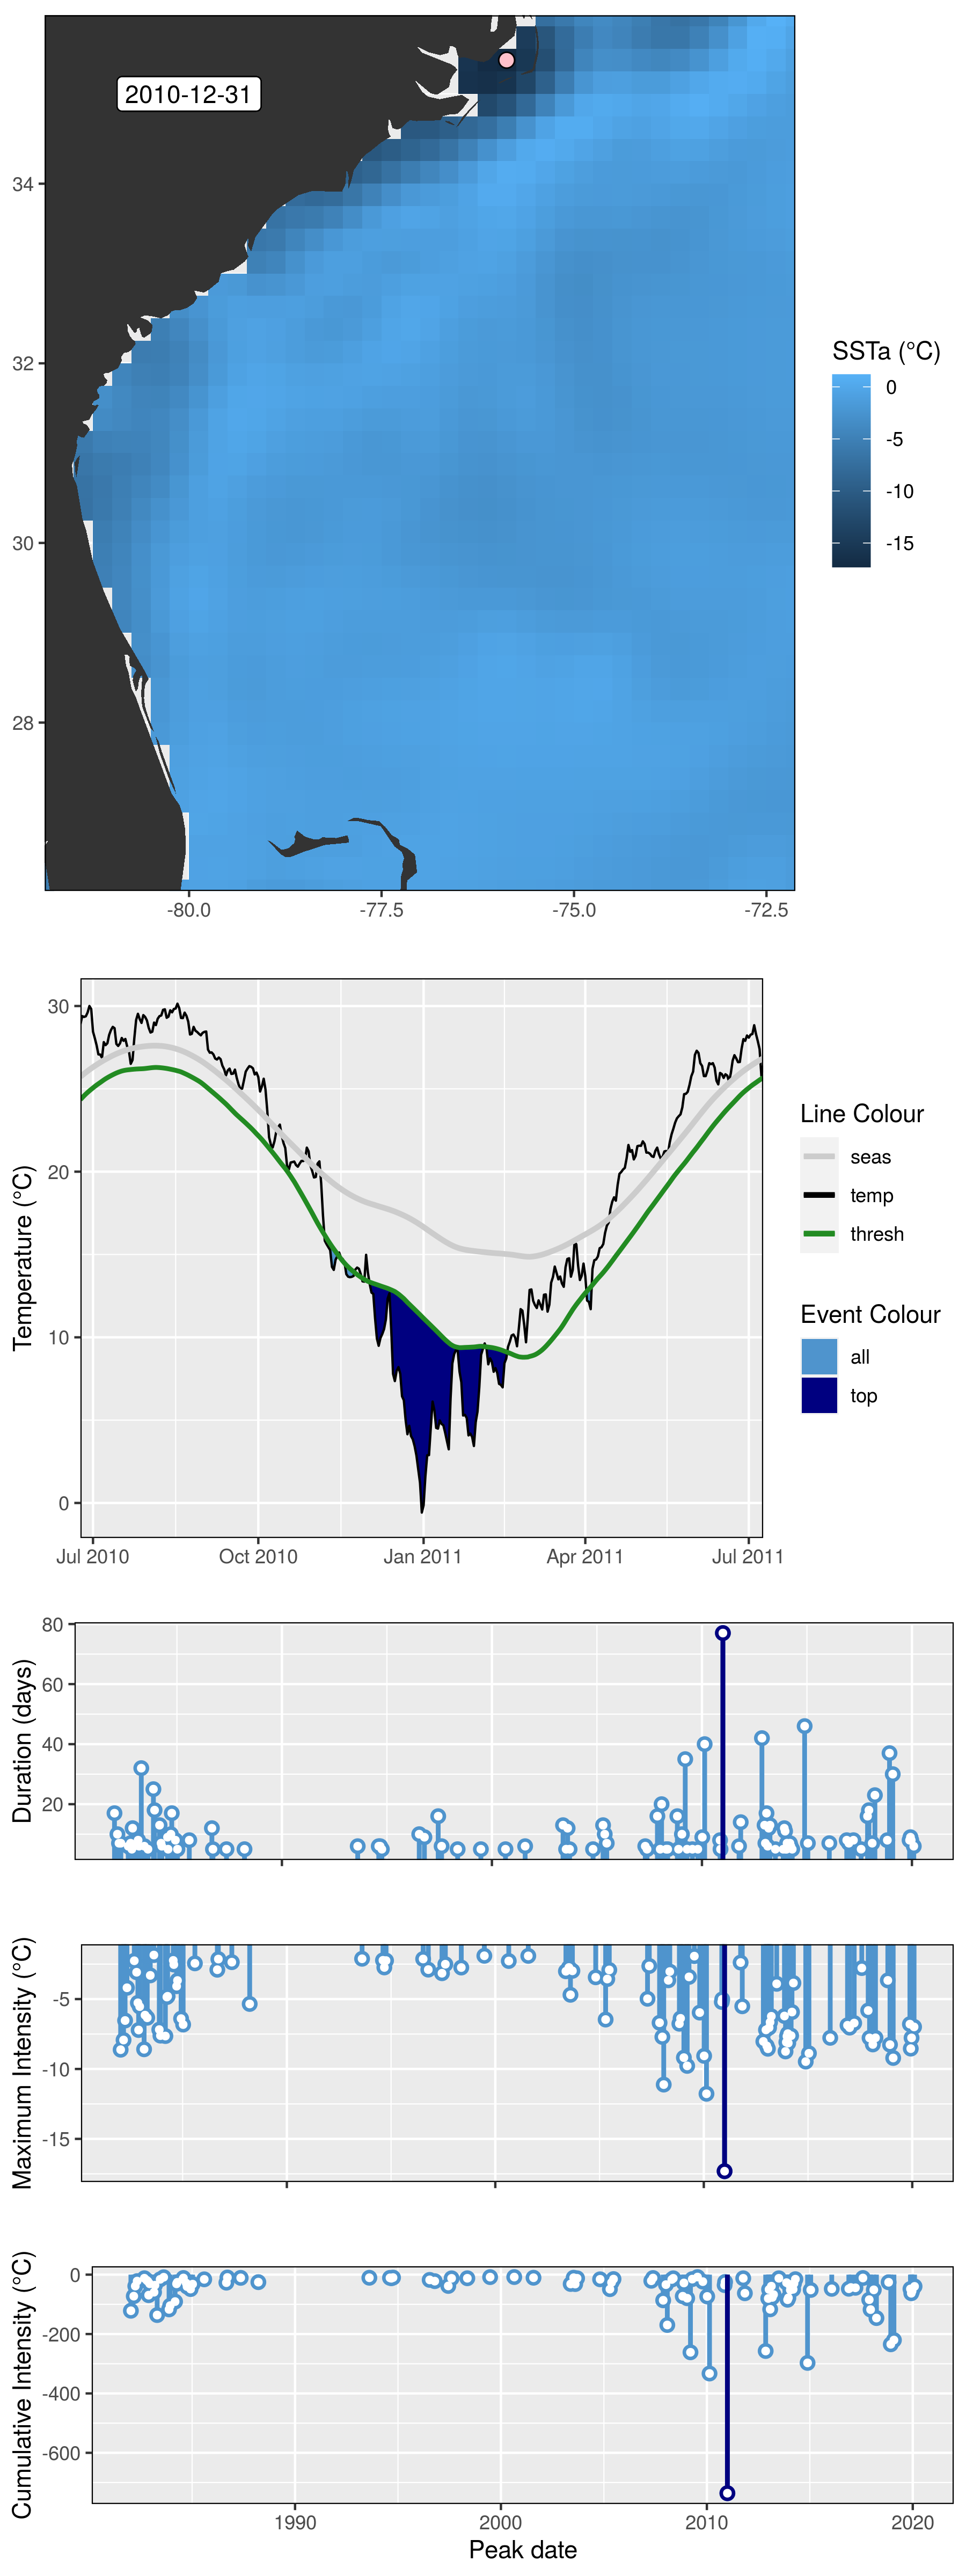 2010-12-31
34
32
30
28
-80.0
-77.5
-75.0
-72.5
SSTa (°C)
0
-5
-10
-15
Temperature (°C)
30
20
10
0
Jul 2010
Oct 2010
Jan 2011
Apr 2011
Jul 2011
Line Colour
seas
temp
thresh
Event Colour
all
top
Duration (days)
80
60
40
20
Maximum Intensity (°C)
-5
-10
-15
Cumulative Intensity (°C)
0
-200
-400
-600
1990
2000
2010
2020
Peak date